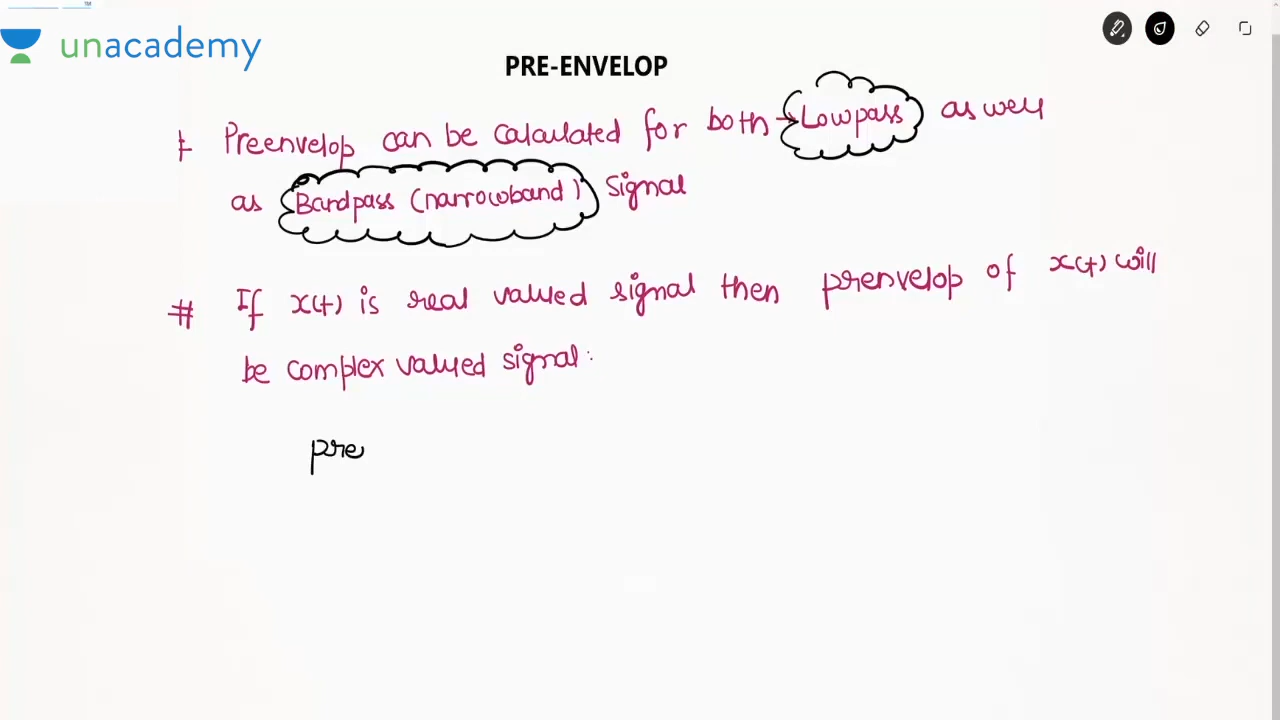 unacademy
PRE-ENVELOP
Preenvelop can be calculated for both Lowpass as well
as Bandpass (narrowband) signal
# If x(t) is real valued signal then prenvelop of x(t) will
be complex valued signal:
pre